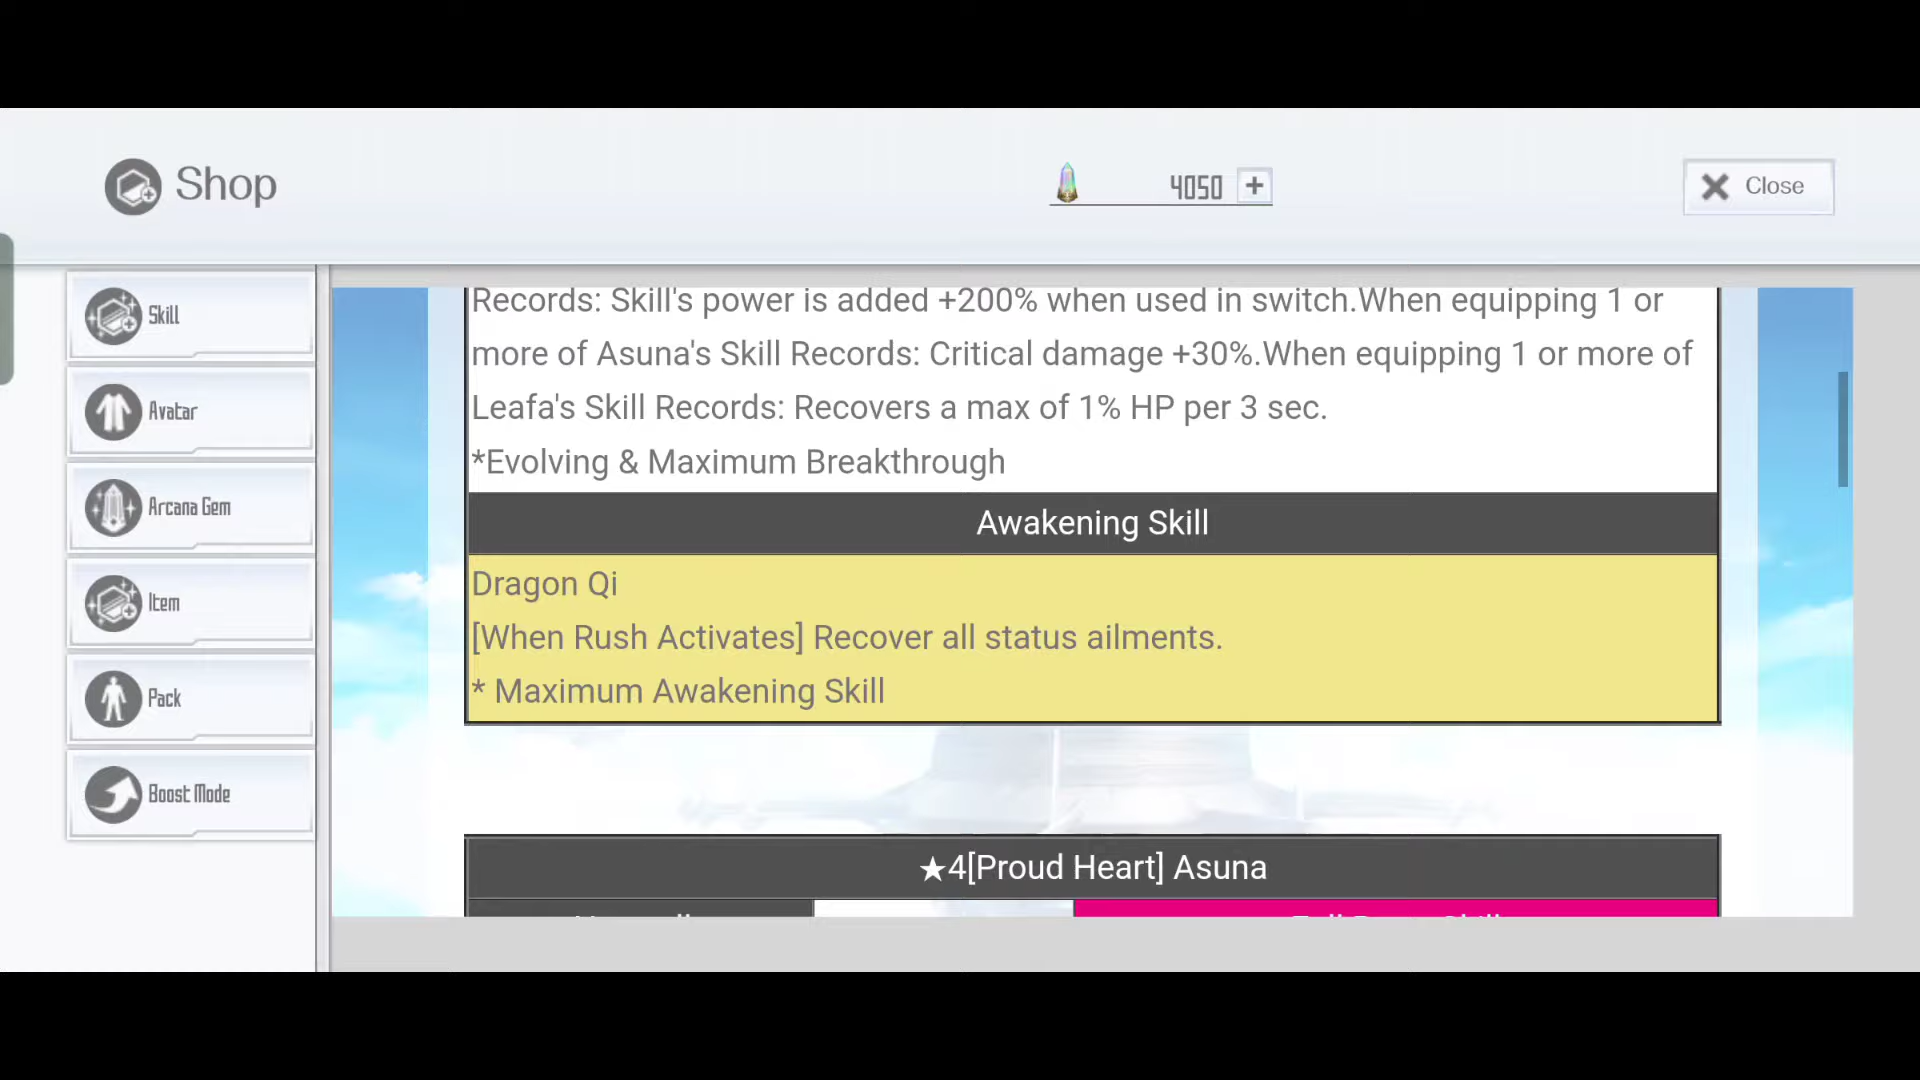 Shop
4050
Close
Skill
Avatar
Arcana Gem
Item
Pack
Boost Mode
Records: Skill's power is added +200% when used in switch.When equipping 1 or
more of Asuna's Skill Records: Critical damage +30%.When equipping 1 or more of
Leafa's Skill Records: Recovers a max of 1% HP per 3 sec.
*Evolving & Maximum Breakthrough
Awakening Skill
Dragon Qi
[When Rush Activates] Recover all status ailments.
* Maximum Awakening Skill
★4[Proud Heart] Asuna